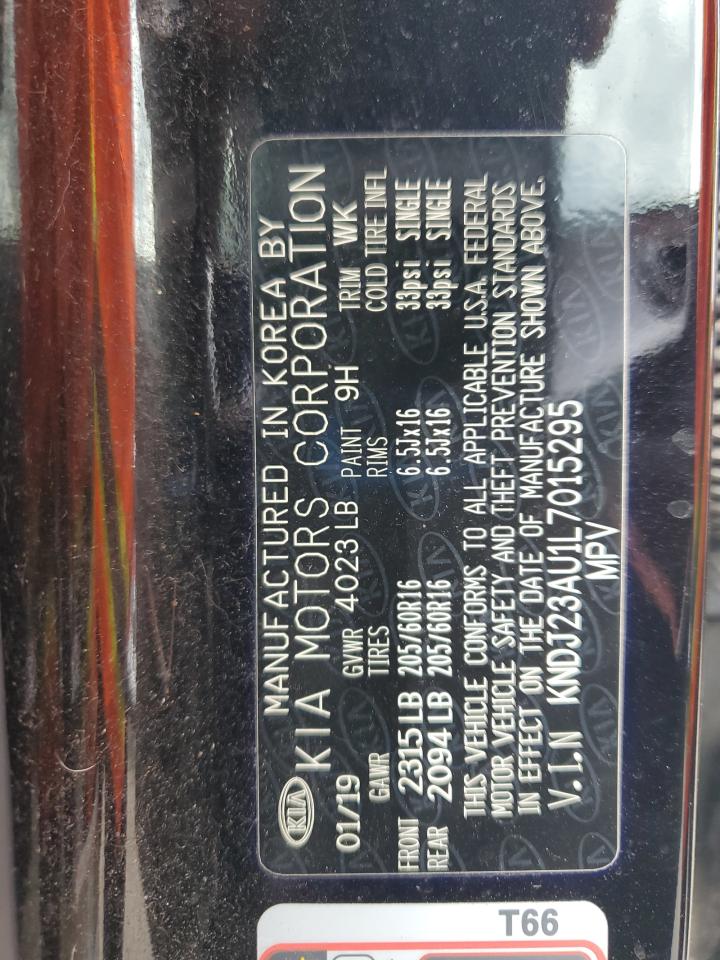 KIA
MANUFACTURED IN KOREA BY
KIA MOTORS CORPORATION
01/19 GVWR 4023 LB PAINT 9H TRIM WK
GAWR TIRES RIMS COLD TIRE INFL
FRONT 2315 LB 205/60R16 6.5Jx16 33psi SINGLE
REAR 2094 LB 205/60R16 6.5Jx16 33psi SINGLE
THIS VEHICLE CONFORMS TO ALL APPLICABLE U.S.A. FEDERAL
MOTOR VEHICLE SAFETY AND THEFT PREVENTION STANDARDS
IN EFFECT ON THE DATE OF MANUFACTURE SHOWN ABOVE.
V.I.N KNDJ23AU1L7015295
MPV
T66